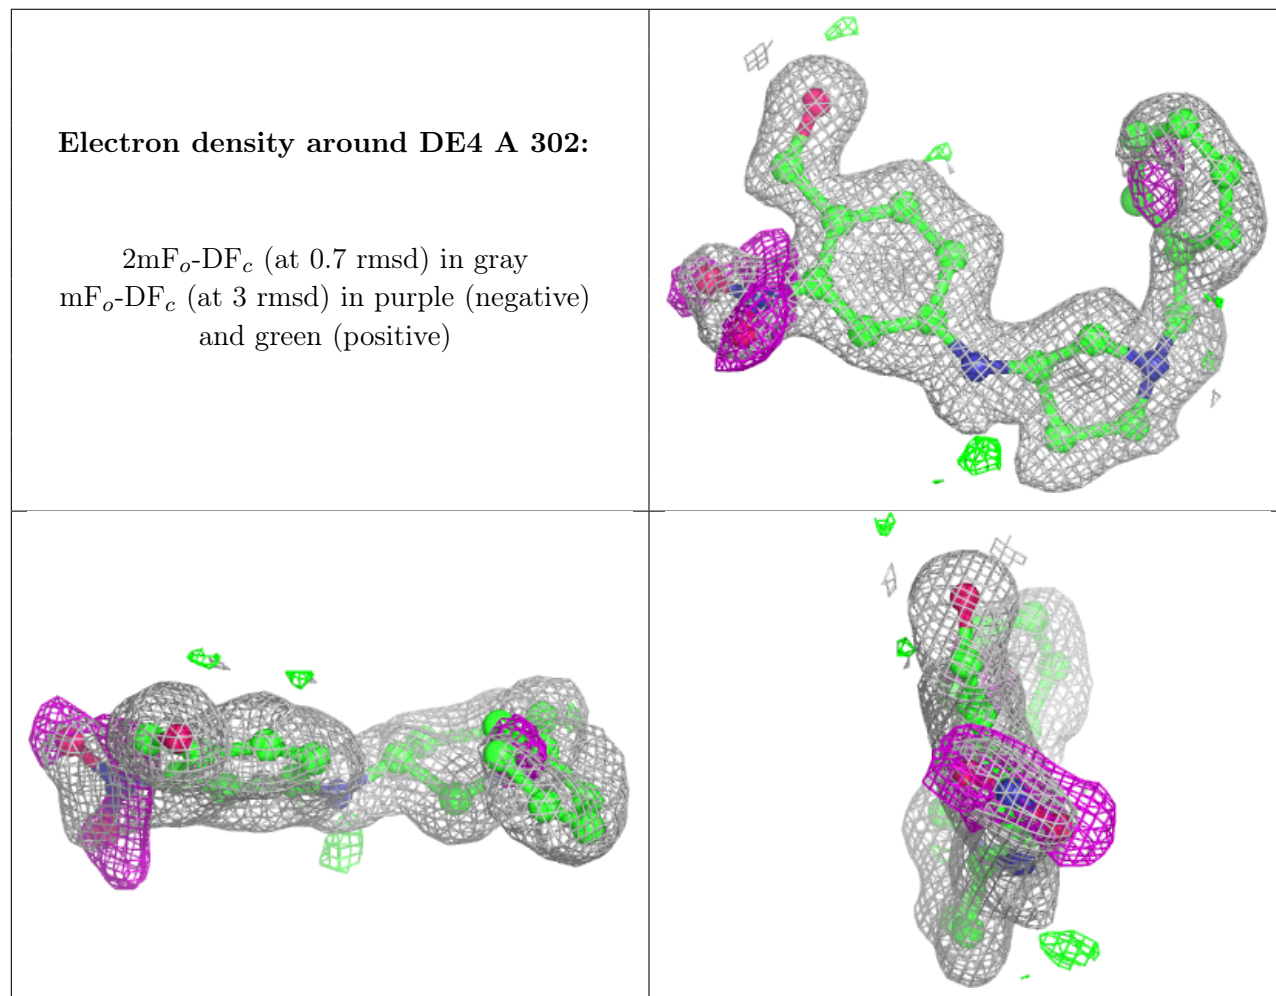 Electron density around DE4 A 302:
2mFo-DFc (at 0.7 rmsd) in gray
mFo-DFc (at 3 rmsd) in purple (negative)
and green (positive)